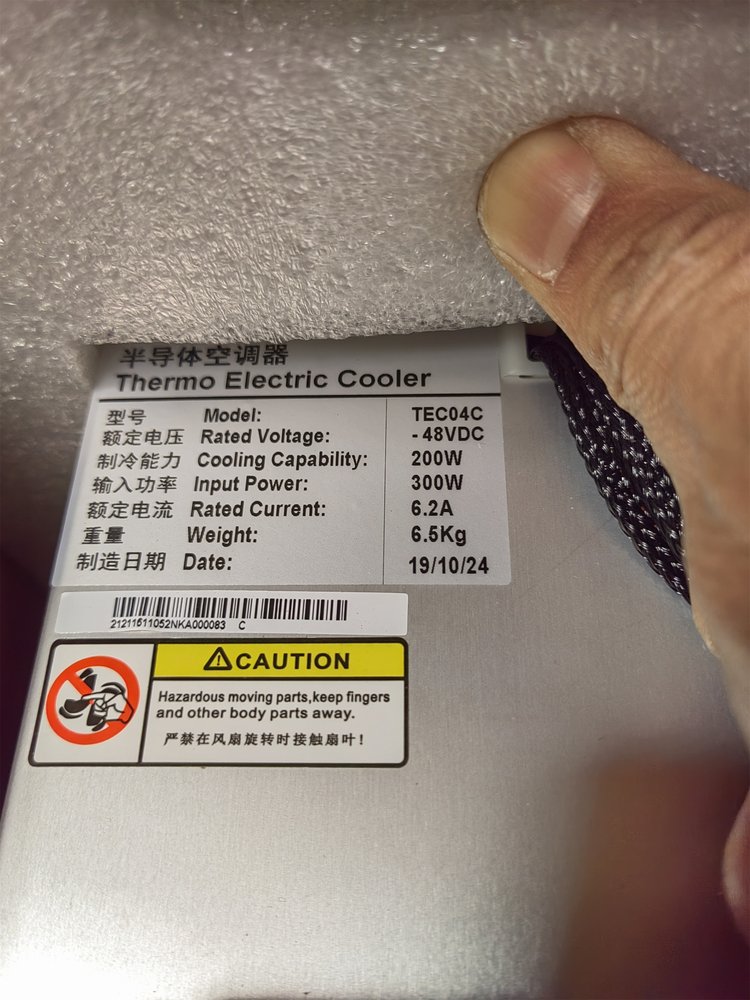 半导体空调器
Thermo Electric Cooler
型号 Model: TEC04C
额定电压 Rated Voltage: - 48VDC
制冷能力 Cooling Capability: 200W
输入功率 Input Power: 300W
额定电流 Rated Current: 6.2A
重量 Weight: 6.5Kg
制造日期 Date: 19/10/24
21211611052NKA000083 C
CAUTION
Hazardous moving parts,keep fingers
and other body parts away.
严禁在风扇旋转时接触扇叶!